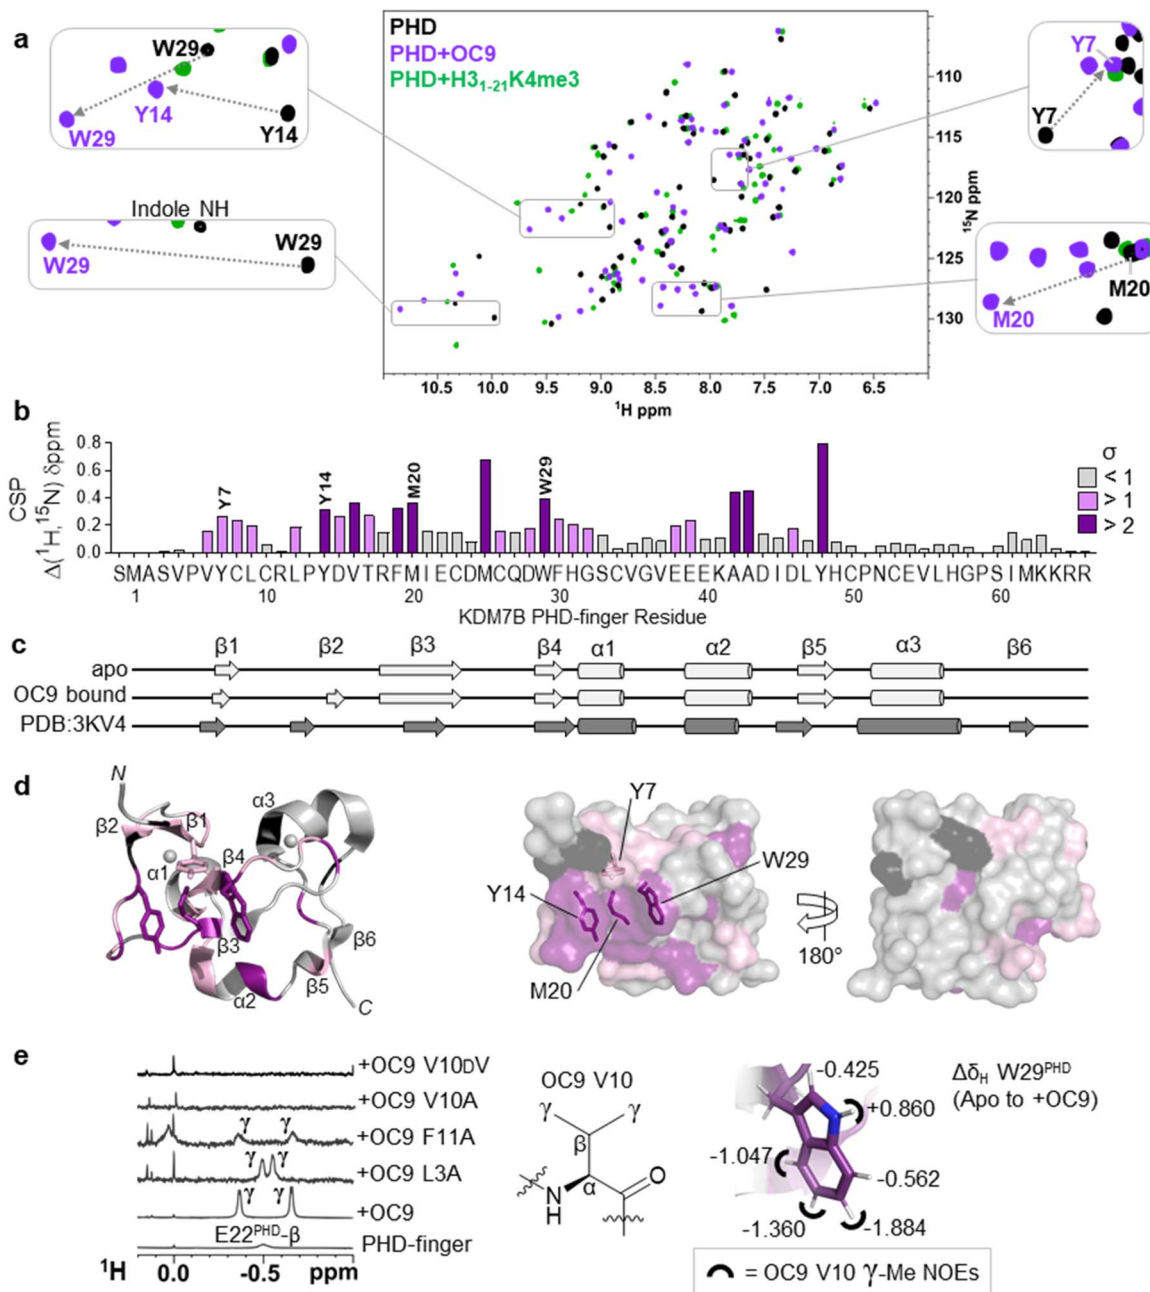 a
W29
Y14
W29
Y14
PHD
PHD+OC9
PHD+H3₁₋₂₁K4me3
Y7
Y7
Indole NH
W29
W29
M20
M20
110
115
120
125
130
¹⁵N ppm
10.5 10.0 9.5 9.0 8.5 8.0 7.5 7.0 6.5
¹H ppm
b
CSP
Δ(¹H,¹⁵N) δppm
0.8
0.6
0.4
0.2
0.0
Y7
Y14
M20
W29
σ
< 1
> 1
> 2
SMASVPVYCLCRLPYDVTRFMIECDMCQDWFHGSCVGVEEEKAADIDLYHCPNCEVLHGPSIMKKRR
1 10 20 30 40 50 60
KDM7B PHD-finger Residue
c
β1 β2 β3 β4 α1 α2 β5 α3 β6
apo
OC9 bound
PDB:3KV4
d
N
β2
β1
α3
α1
β4
β3
α2
β5
β6
C
Y7
W29
Y14
M20
180°
e
+OC9 V10DV
+OC9 V10A
+OC9 F11A
γ γ
+OC9 L3A
γ γ
+OC9
γ γ
E22ᴾᴴᴰ-β
PHD-finger
¹H 0.0 -0.5 ppm
OC9 V10
γ γ
β
α
O
N
H
-0.425
+0.860
-1.047
-0.562
-1.360
-1.884
Δδ_H W29ᴾᴴᴰ
(Apo to +OC9)
= OC9 V10 γ-Me NOEs